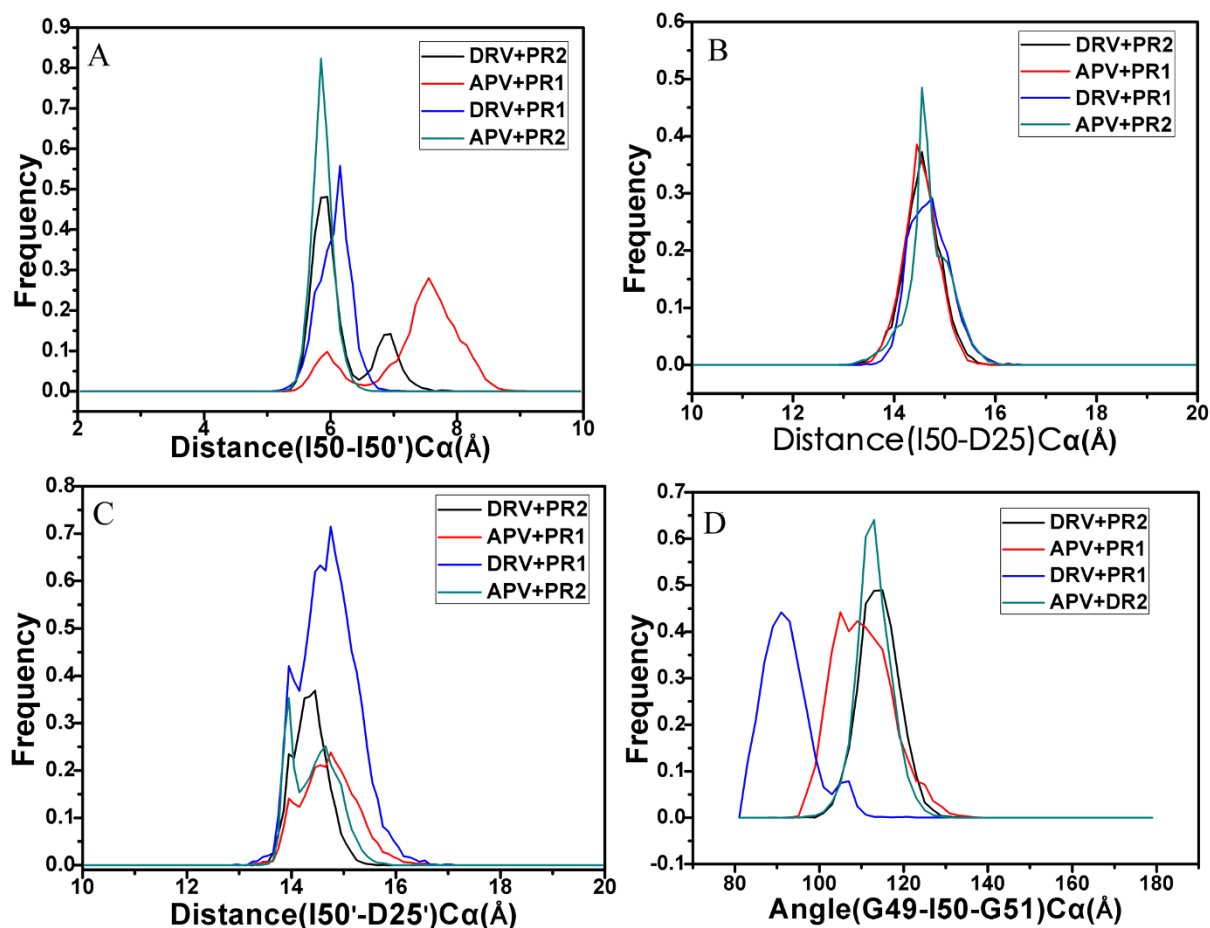 A
DRV+PR2
APV+PR1
DRV+PR1
APV+PR2
Frequency
0.9
0.8
0.7
0.6
0.5
0.4
0.3
0.2
0.1
0.0
2 4 6 8 10
Distance(I50-I50')Cα(Å)
B
DRV+PR2
APV+PR1
DRV+PR1
APV+PR2
Frequency
0.6
0.5
0.4
0.3
0.2
0.1
0.0
10 12 14 16 18 20
Distance(I50-D25)Cα(Å)
C
DRV+PR2
APV+PR1
DRV+PR1
APV+PR2
Frequency
0.8
0.7
0.6
0.5
0.4
0.3
0.2
0.1
0.0
10 12 14 16 18 20
Distance(I50'-D25')Cα(Å)
D
DRV+PR2
APV+PR1
DRV+PR1
APV+DR2
Frequency
0.7
0.6
0.5
0.4
0.3
0.2
0.1
0.0
-0.1
80 100 120 140 160 180
Angle(G49-I50-G51)Cα(Å)